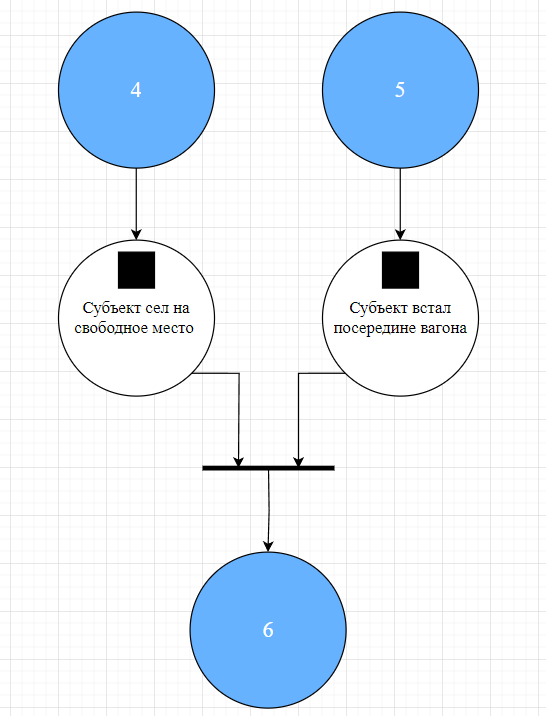 4
5
Субъект сел на
свободное место
Субъект встал
посередине вагона
6